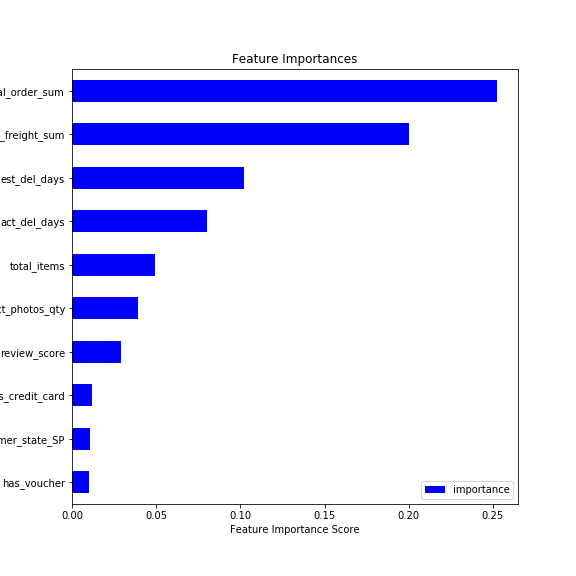 Feature Importances
al_order_sum
_freight_sum
est_del_days
act_del_days
total_items
ct_photos_qty
review_score
s_credit_card
mer_state_SP
has_voucher
importance
0.00 0.05 0.10 0.15 0.20 0.25
Feature Importance Score